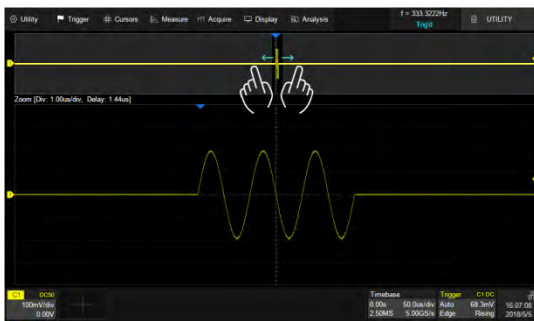 Utility Trigger Cursors Measure Acquire Display Analysis f = 333.3222Hz UTILITY
Trig'd
Zoom [Div: 1.00us/div, Delay: 1.44us]
C1 DC50 Timebase Trigger C1 DC
100mV/div 0.00s 50.0us/div Auto 68.3mV 16:07:08
0.00V 2.50MS 5.00GS/s Edge Rising 2018/5/5